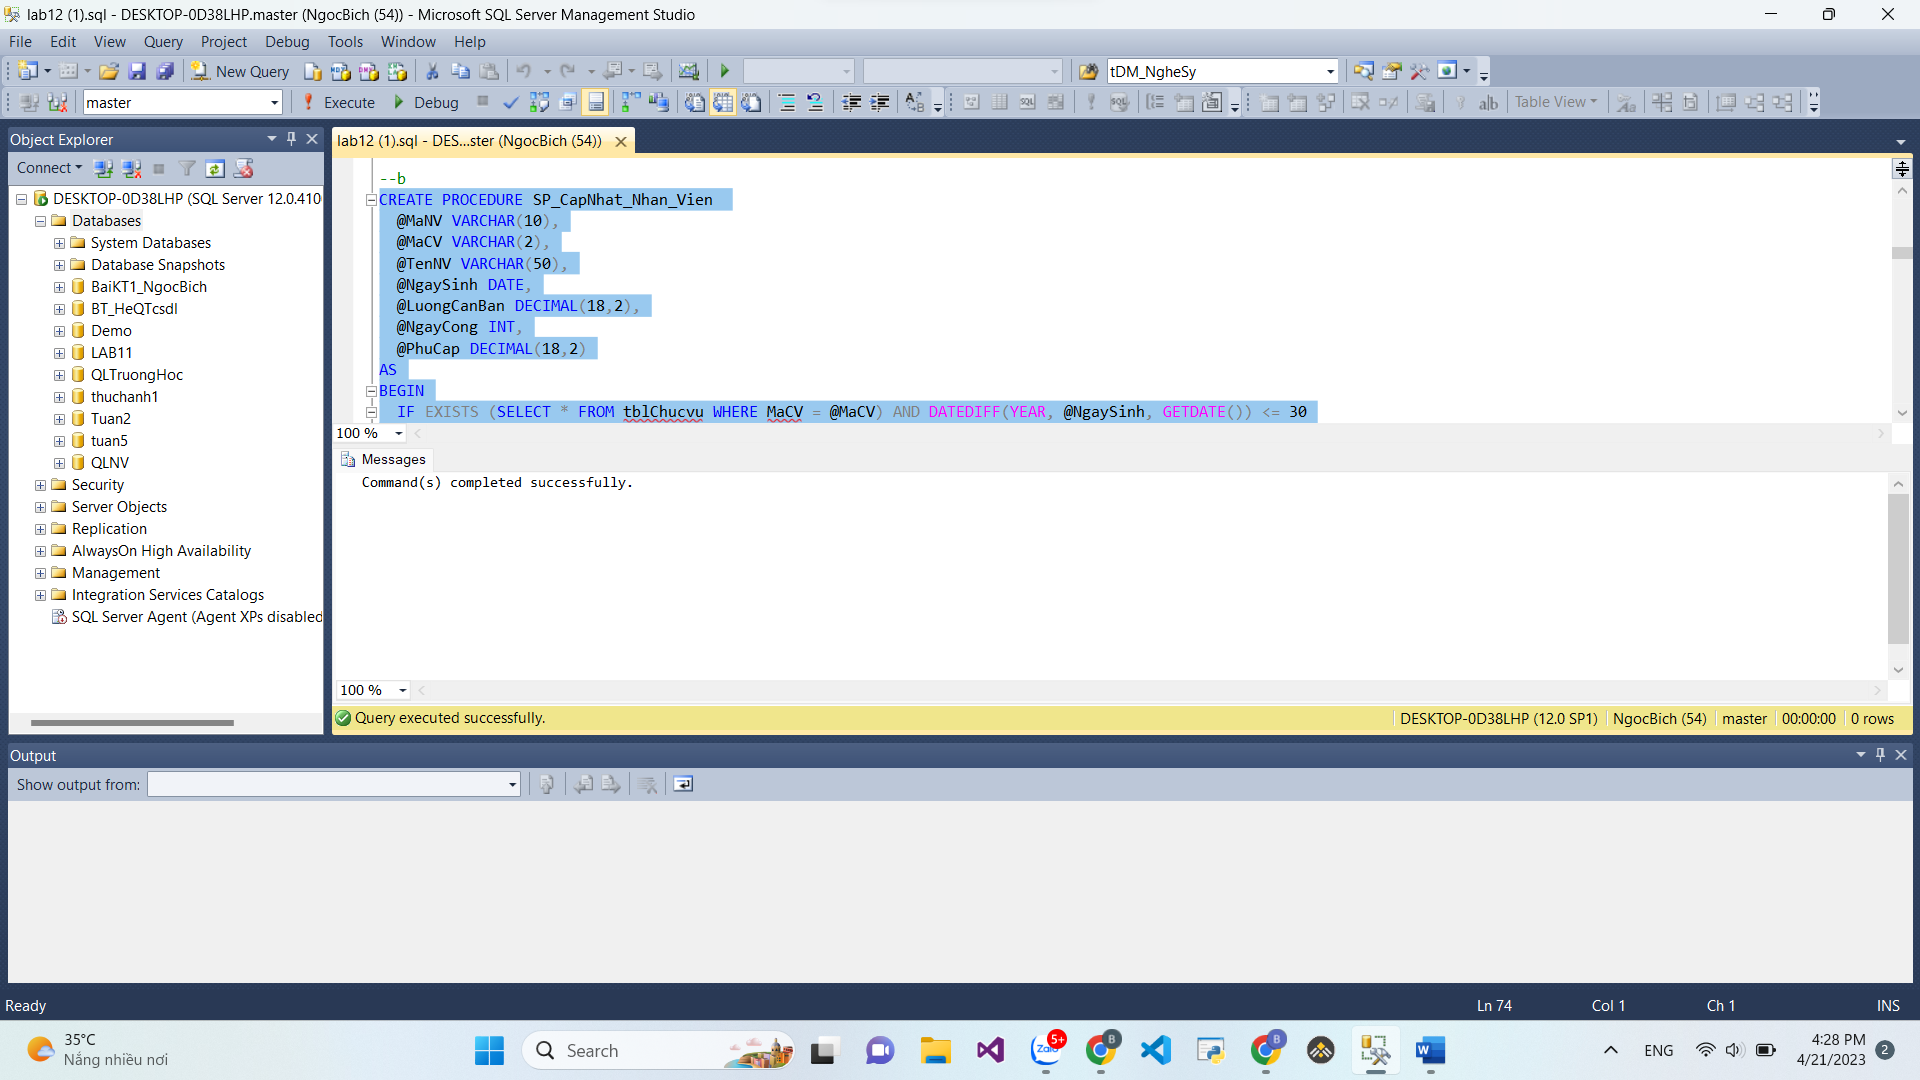 lab12 (1).sql - DESKTOP-0D38LHP.master (NgocBich (54)) - Microsoft SQL Server Management Studio
File Edit View Query Project Debug Tools Window Help
New Query tDM_NgheSy
master Execute Debug Table View
Object Explorer
Connect
DESKTOP-0D38LHP (SQL Server 12.0.410
Databases
System Databases
Database Snapshots
BaiKT1_NgocBich
BT_HeQTcsdl
Demo
LAB11
QLTruongHoc
thuchanh1
Tuan2
tuan5
QLNV
Security
Server Objects
Replication
AlwaysOn High Availability
Management
Integration Services Catalogs
SQL Server Agent (Agent XPs disabled
lab12 (1).sql - DES...ster (NgocBich (54))
--b
CREATE PROCEDURE SP_CapNhat_Nhan_Vien
@MaNV VARCHAR(10),
@MaCV VARCHAR(2),
@TenNV VARCHAR(50),
@NgaySinh DATE,
@LuongCanBan DECIMAL(18,2),
@NgayCong INT,
@PhuCap DECIMAL(18,2)
AS
BEGIN
IF EXISTS (SELECT * FROM tblChucvu WHERE MaCV = @MaCV) AND DATEDIFF(YEAR, @NgaySinh, GETDATE()) <= 30
100 %
Messages
Command(s) completed successfully.
100 %
Query executed successfully. DESKTOP-0D38LHP (12.0 SP1) NgocBich (54) master 00:00:00 0 rows
Output
Show output from:
Ready Ln 74 Col 1 Ch 1 INS
35°C
Nắng nhiều nơi
Search
Zalo
5+
B
B
ENG
4:28 PM
4/21/2023
2